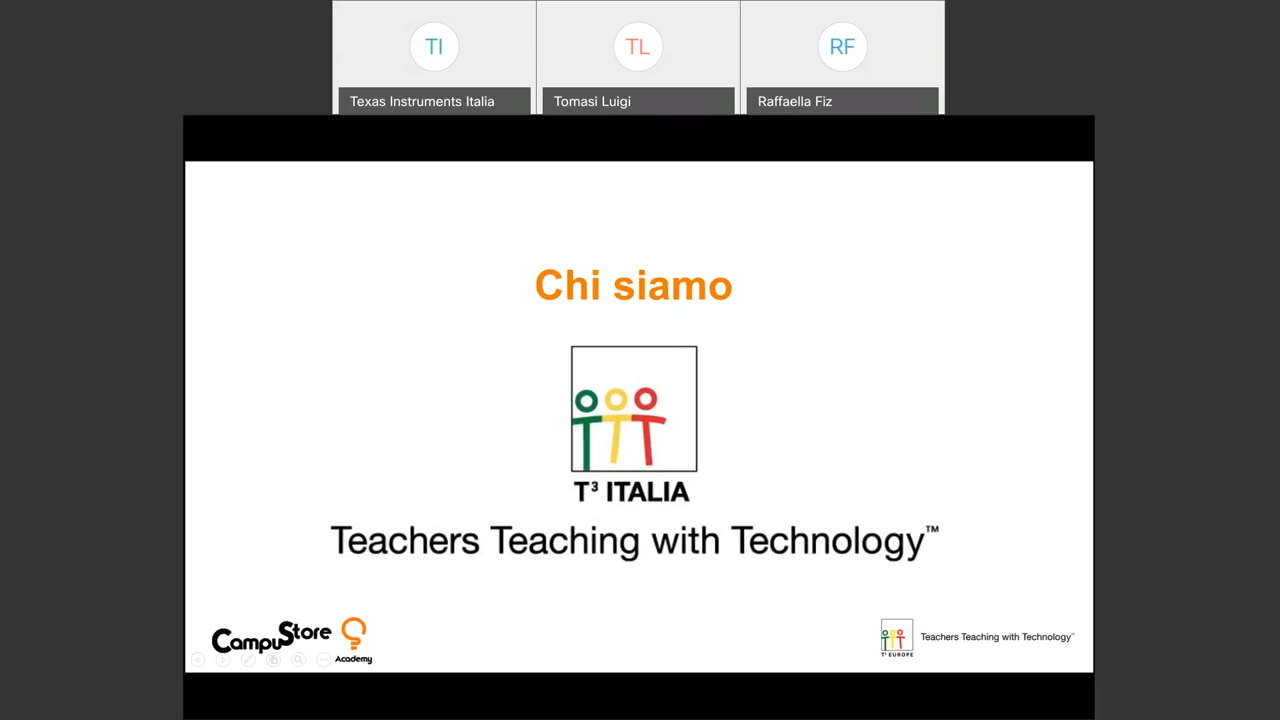 TI
TL
RF
Texas Instruments Italia
Tomasi Luigi
Raffaella Fiz
Chi siamo
T³ ITALIA
Teachers Teaching with Technology™
CampuStore
Academy
Teachers Teaching with Technology™
T³ EUROPE